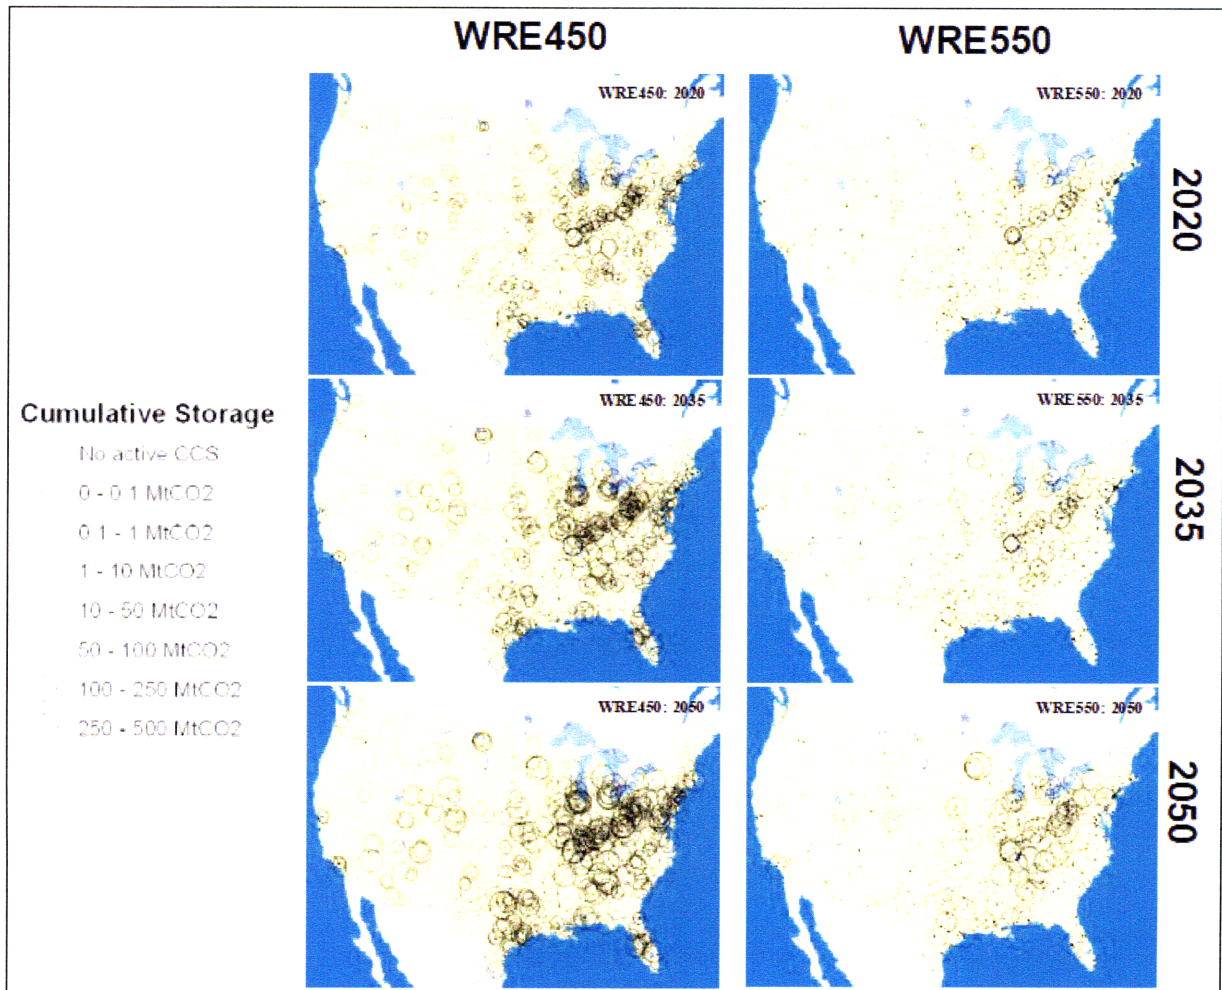 WRE450
WRE550
WRE450: 2020
WRE550: 2020
2020
WRE450: 2035
WRE550: 2035
2035
Cumulative Storage
No active CCS
0 - 0.1 MtCO2
0.1 - 1 MtCO2
1 - 10 MtCO2
10 - 50 MtCO2
50 - 100 MtCO2
100 - 250 MtCO2
250 - 500 MtCO2
WRE450: 2050
WRE550: 2050
2050